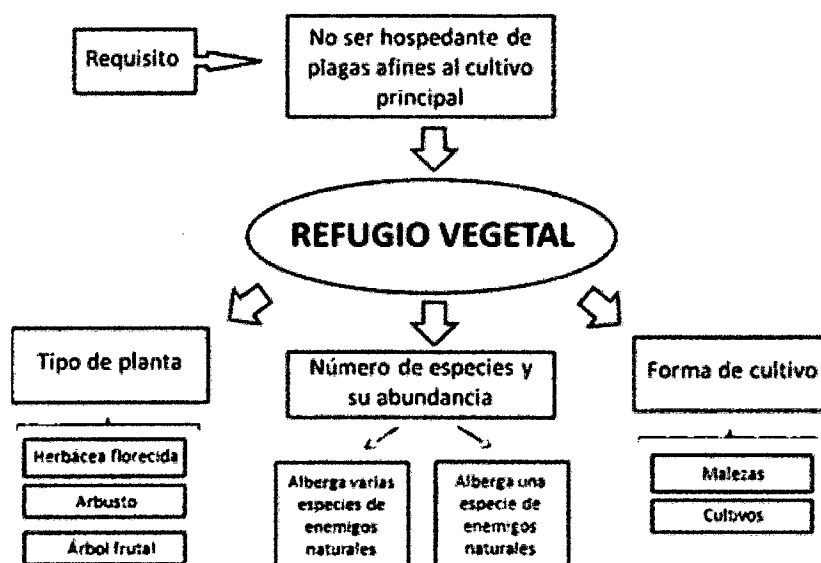 Requisito
No ser hospedante de
plagas afines al cultivo
principal
REFUGIO VEGETAL
Tipo de planta
Herbácea florecida
Arbusto
Árbol frutal
Número de especies y
su abundancia
Alberga varias
especies de
enemigos
naturales
Alberga una
especie de
enemigos
naturales
Forma de cultivo
Malezas
Cultivos